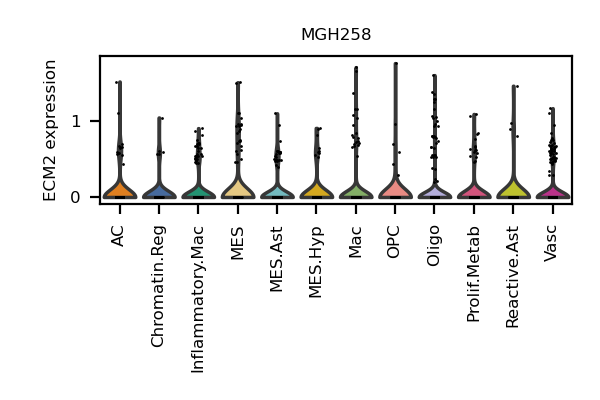 MGH258
ECM2 expression
1
0
AC
Chromatin.Reg
Inflammatory.Mac
MES
MES.Ast
MES.Hyp
Mac
OPC
Oligo
Prolif.Metab
Reactive.Ast
Vasc